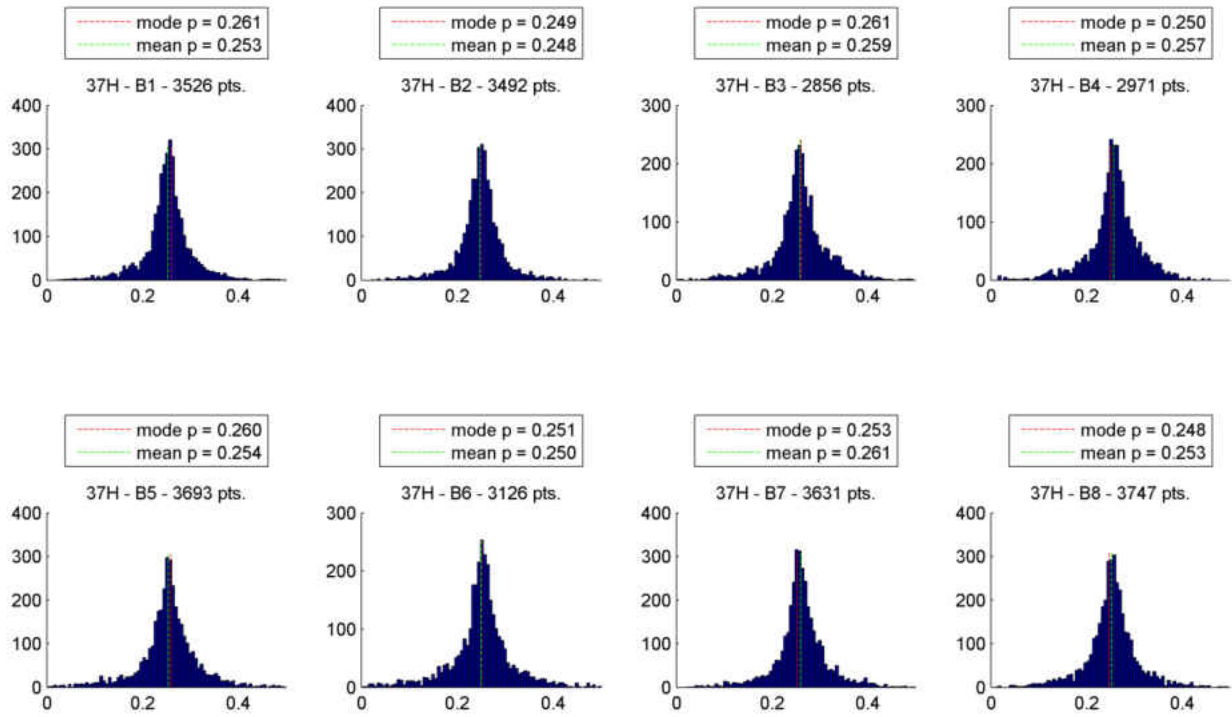 mode p = 0.261
mean p = 0.253
37H - B1 - 3526 pts.
400
300
200
100
0
0
0.2
0.4
mode p = 0.249
mean p = 0.248
37H - B2 - 3492 pts.
400
300
200
100
0
0
0.2
0.4
mode p = 0.261
mean p = 0.259
37H - B3 - 2856 pts.
300
200
100
0
0
0.2
0.4
mode p = 0.250
mean p = 0.257
37H - B4 - 2971 pts.
300
200
100
0
0
0.2
0.4
mode p = 0.260
mean p = 0.254
37H - B5 - 3693 pts.
400
300
200
100
0
0
0.2
0.4
mode p = 0.251
mean p = 0.250
37H - B6 - 3126 pts.
300
200
100
0
0
0.2
0.4
mode p = 0.253
mean p = 0.261
37H - B7 - 3631 pts.
400
300
200
100
0
0
0.2
0.4
mode p = 0.248
mean p = 0.253
37H - B8 - 3747 pts.
400
300
200
100
0
0
0.2
0.4